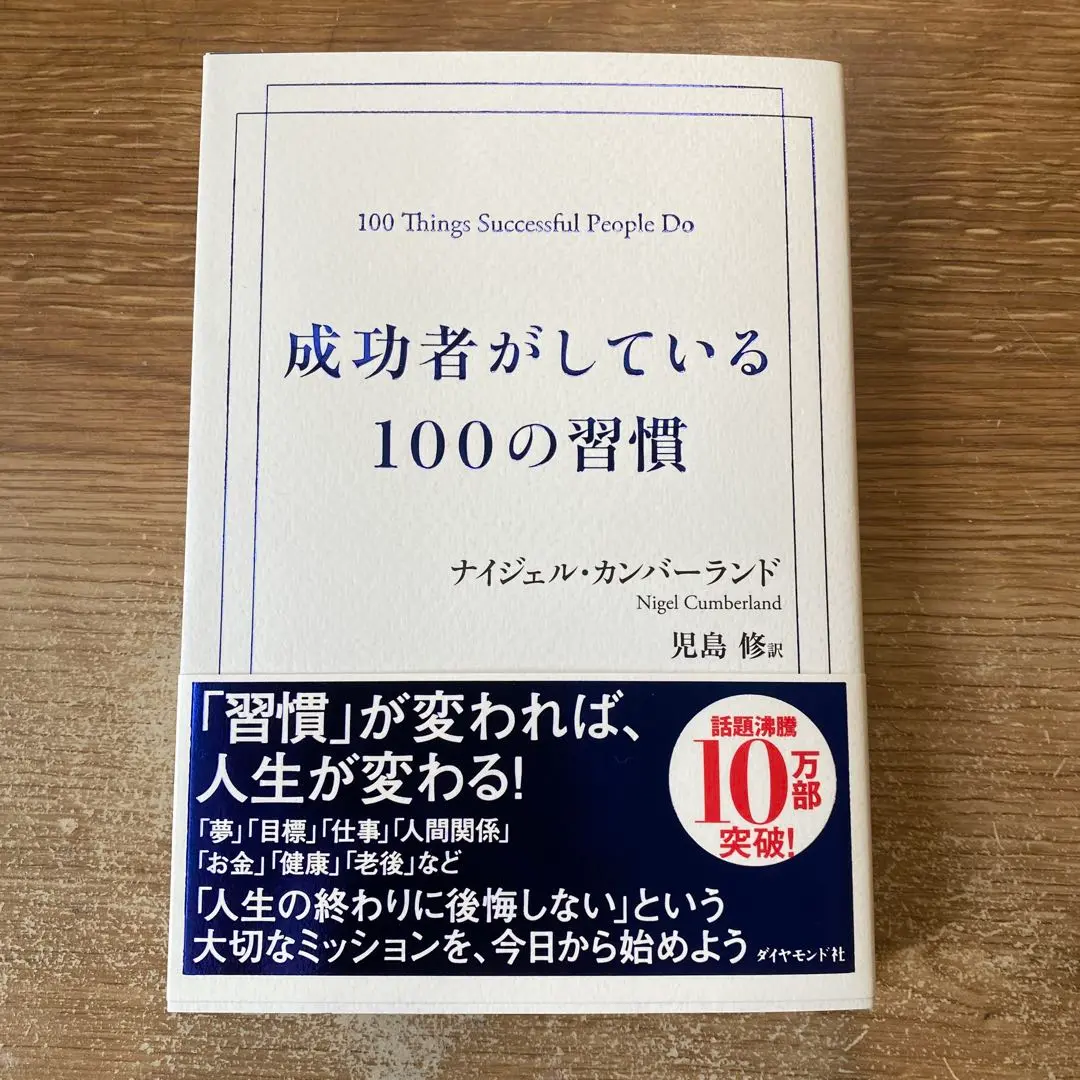 100 Things Successful People Do
成功者がしている
100の習慣
ナイジェル・カンバーランド
Nigel Cumberland
児島 修訳
「習慣」が変われば、
人生が変わる!
「夢」「目標」「仕事」「人間関係」
「お金」「健康」「老後」など
「人生の終わりに後悔しない」という
大切なミッションを、今日から始めよう
ダイヤモンド社
話題沸騰
10万部
突破!